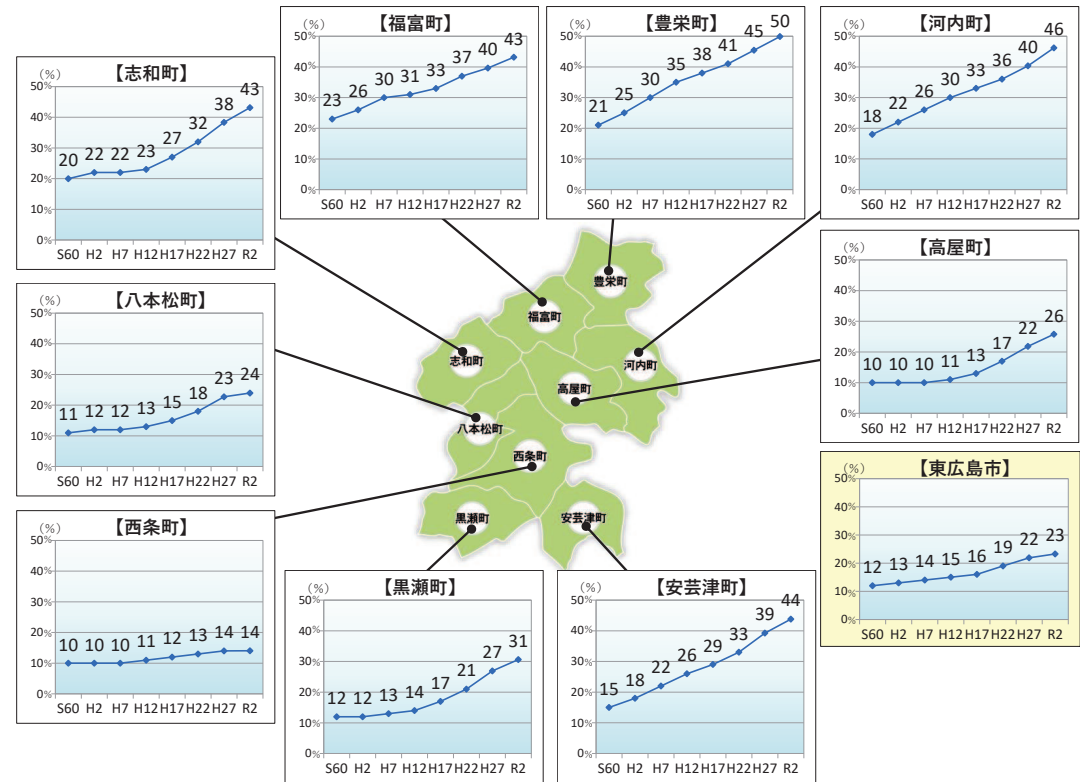 【福富町】
(%)
50%
40%
30%
20%
10%
0%
23 26 30 31 33 37 40 43
S60 H2 H7 H12 H17 H22 H27 R2
【豊栄町】
(%)
50%
40%
30%
20%
10%
0%
21 25 30 35 38 41 45 50
S60 H2 H7 H12 H17 H22 H27 R2
【河内町】
(%)
50%
40%
30%
20%
10%
0%
18 22 26 30 33 36 40 46
S60 H2 H7 H12 H17 H22 H27 R2
【志和町】
(%)
50%
40%
30%
20%
10%
0%
20 22 22 23 27 32 38 43
S60 H2 H7 H12 H17 H22 H27 R2
【高屋町】
(%)
50%
40%
30%
20%
10%
0%
10 10 10 11 13 17 22 26
S60 H2 H7 H12 H17 H22 H27 R2
【八本松町】
(%)
50%
40%
30%
20%
10%
0%
11 12 12 13 15 18 23 24
S60 H2 H7 H12 H17 H22 H27 R2
豊栄町
福富町
志和町
河内町
高屋町
八本松町
西条町
黒瀬町
安芸津町
【東広島市】
(%)
50%
40%
30%
20%
10%
0%
12 13 14 15 16 19 22 23
S60 H2 H7 H12 H17 H22 H27 R2
【西条町】
(%)
50%
40%
30%
20%
10%
0%
10 10 10 11 12 13 14 14
S60 H2 H7 H12 H17 H22 H27 R2
【黒瀬町】
(%)
50%
40%
30%
20%
10%
0%
12 12 13 14 17 21 27 31
S60 H2 H7 H12 H17 H22 H27 R2
【安芸津町】
(%)
50%
40%
30%
20%
10%
0%
15 18 22 26 29 33 39 44
S60 H2 H7 H12 H17 H22 H27 R2